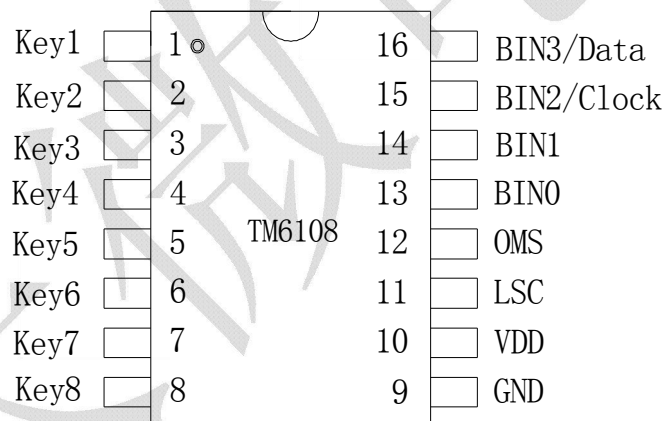 Key1 1 16 BIN3/Data
Key2 2 15 BIN2/Clock
Key3 3 14 BIN1
Key4 4 13 BIN0
Key5 5 TM6108 12 OMS
Key6 6 11 LSC
Key7 7 10 VDD
Key8 8 9 GND